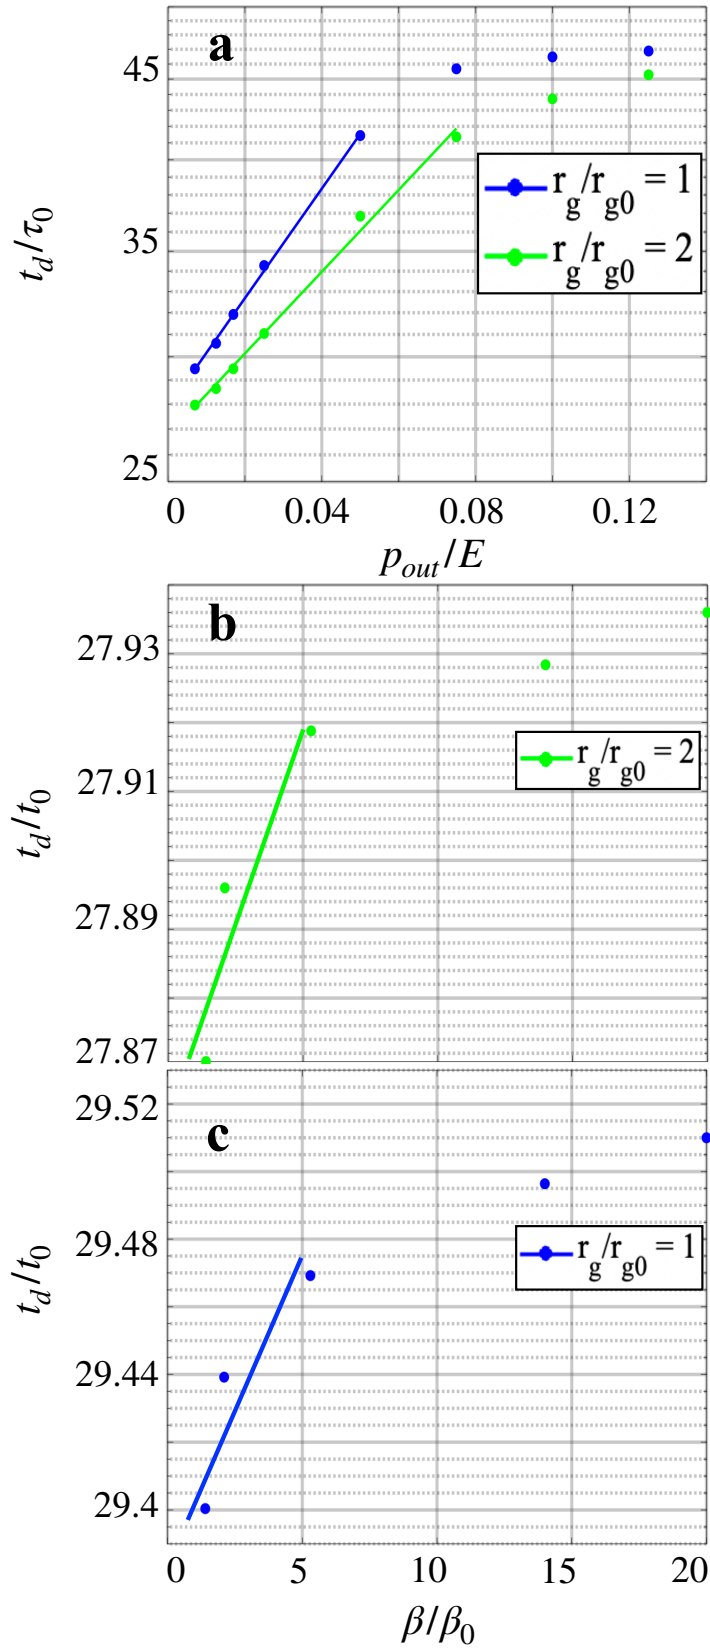 a
45
35
25
t_d/τ_0
r_g/r_g0 = 1
r_g/r_g0 = 2
0 0.04 0.08 0.12
p_out/E
b
27.93
27.91
27.89
27.87
t_d/t_0
r_g/r_g0 = 2
c
29.52
29.48
29.44
29.4
t_d/t_0
r_g/r_g0 = 1
0 5 10 15 20
β/β_0